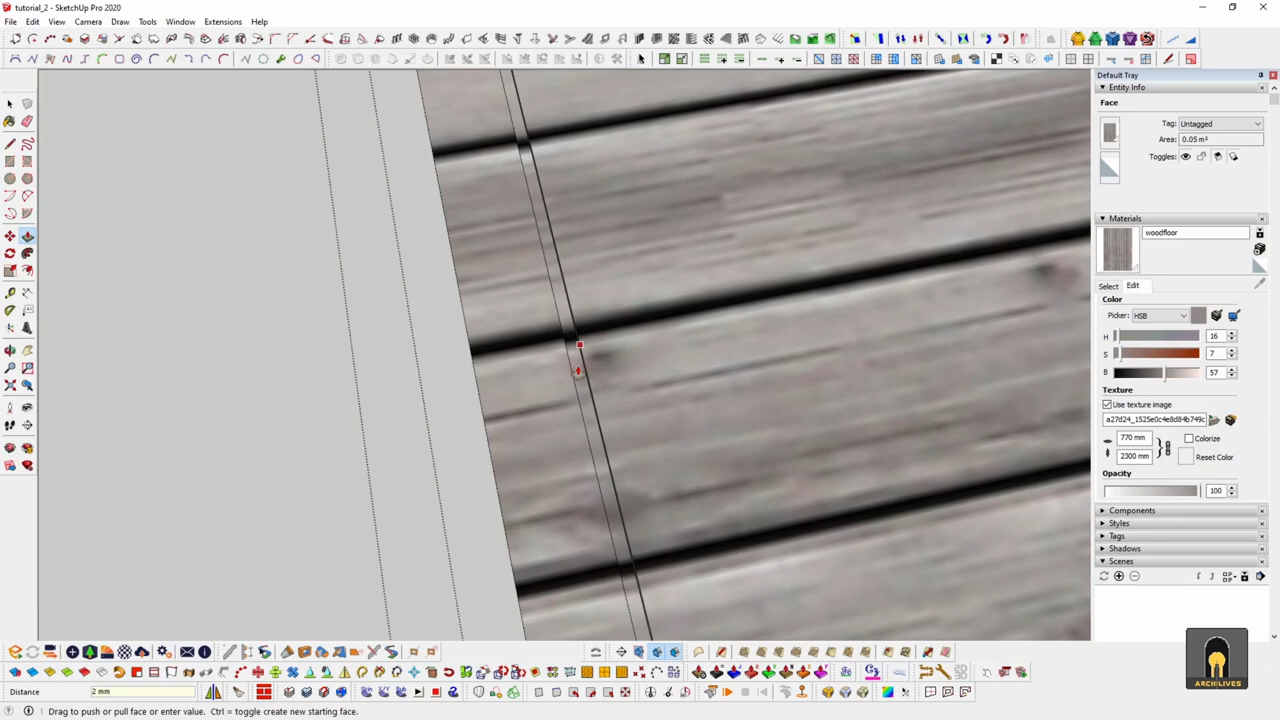 tutorial_2 - SketchUp Pro 2020
File Edit View Camera Draw Tools Window Extensions Help
Default Tray
Entity Info
Face
Tag: Untagged
Area: 0.05 m²
Toggles:
Materials
woodfloor
Select Edit
Color
Picker: HSB
H 16
S 7
B 57
Texture
Use texture image
a27d24_1525e0c4e8d84b749c
770 mm
Colorize
2300 mm
Reset Color
Opacity
100
Components
Styles
Tags
Shadows
Scenes
ARCHLIVES
Distance 2 mm
Drag to push or pull face or enter value. Ctrl = toggle create new starting face.